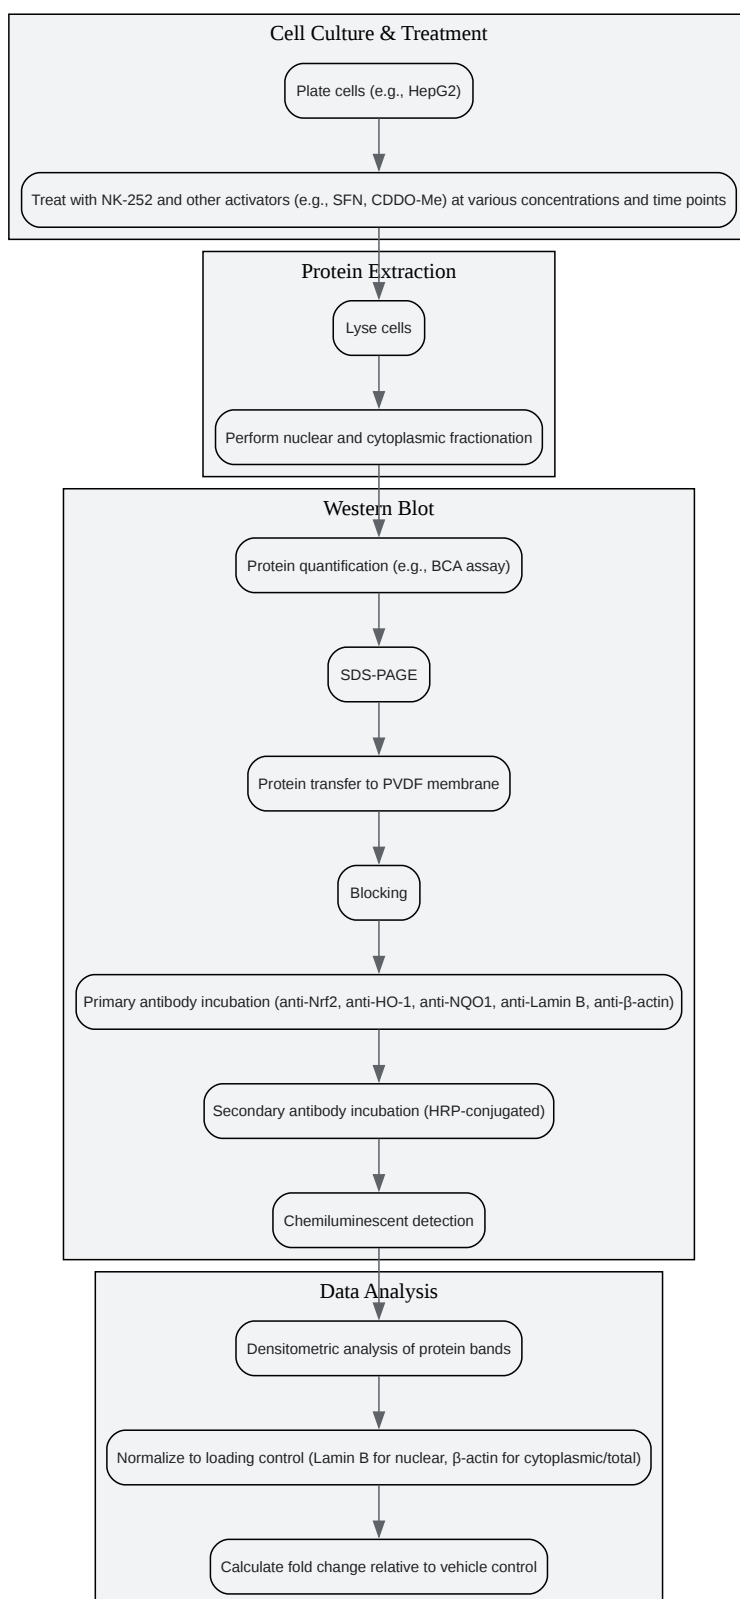 Cell Culture & Treatment
Plate cells (e.g., HepG2)
Treat with NK-252 and other activators (e.g., SFN, CDDO-Me) at various concentrations and time points
Protein Extraction
Lyse cells
Perform nuclear and cytoplasmic fractionation
Western Blot
Protein quantification (e.g., BCA assay)
SDS-PAGE
Protein transfer to PVDF membrane
Blocking
Primary antibody incubation (anti-Nrf2, anti-HO-1, anti-NQO1, anti-Lamin B, anti-β-actin)
Secondary antibody incubation (HRP-conjugated)
Chemiluminescent detection
Data Analysis
Densitometric analysis of protein bands
Normalize to loading control (Lamin B for nuclear, β-actin for cytoplasmic/total)
Calculate fold change relative to vehicle control